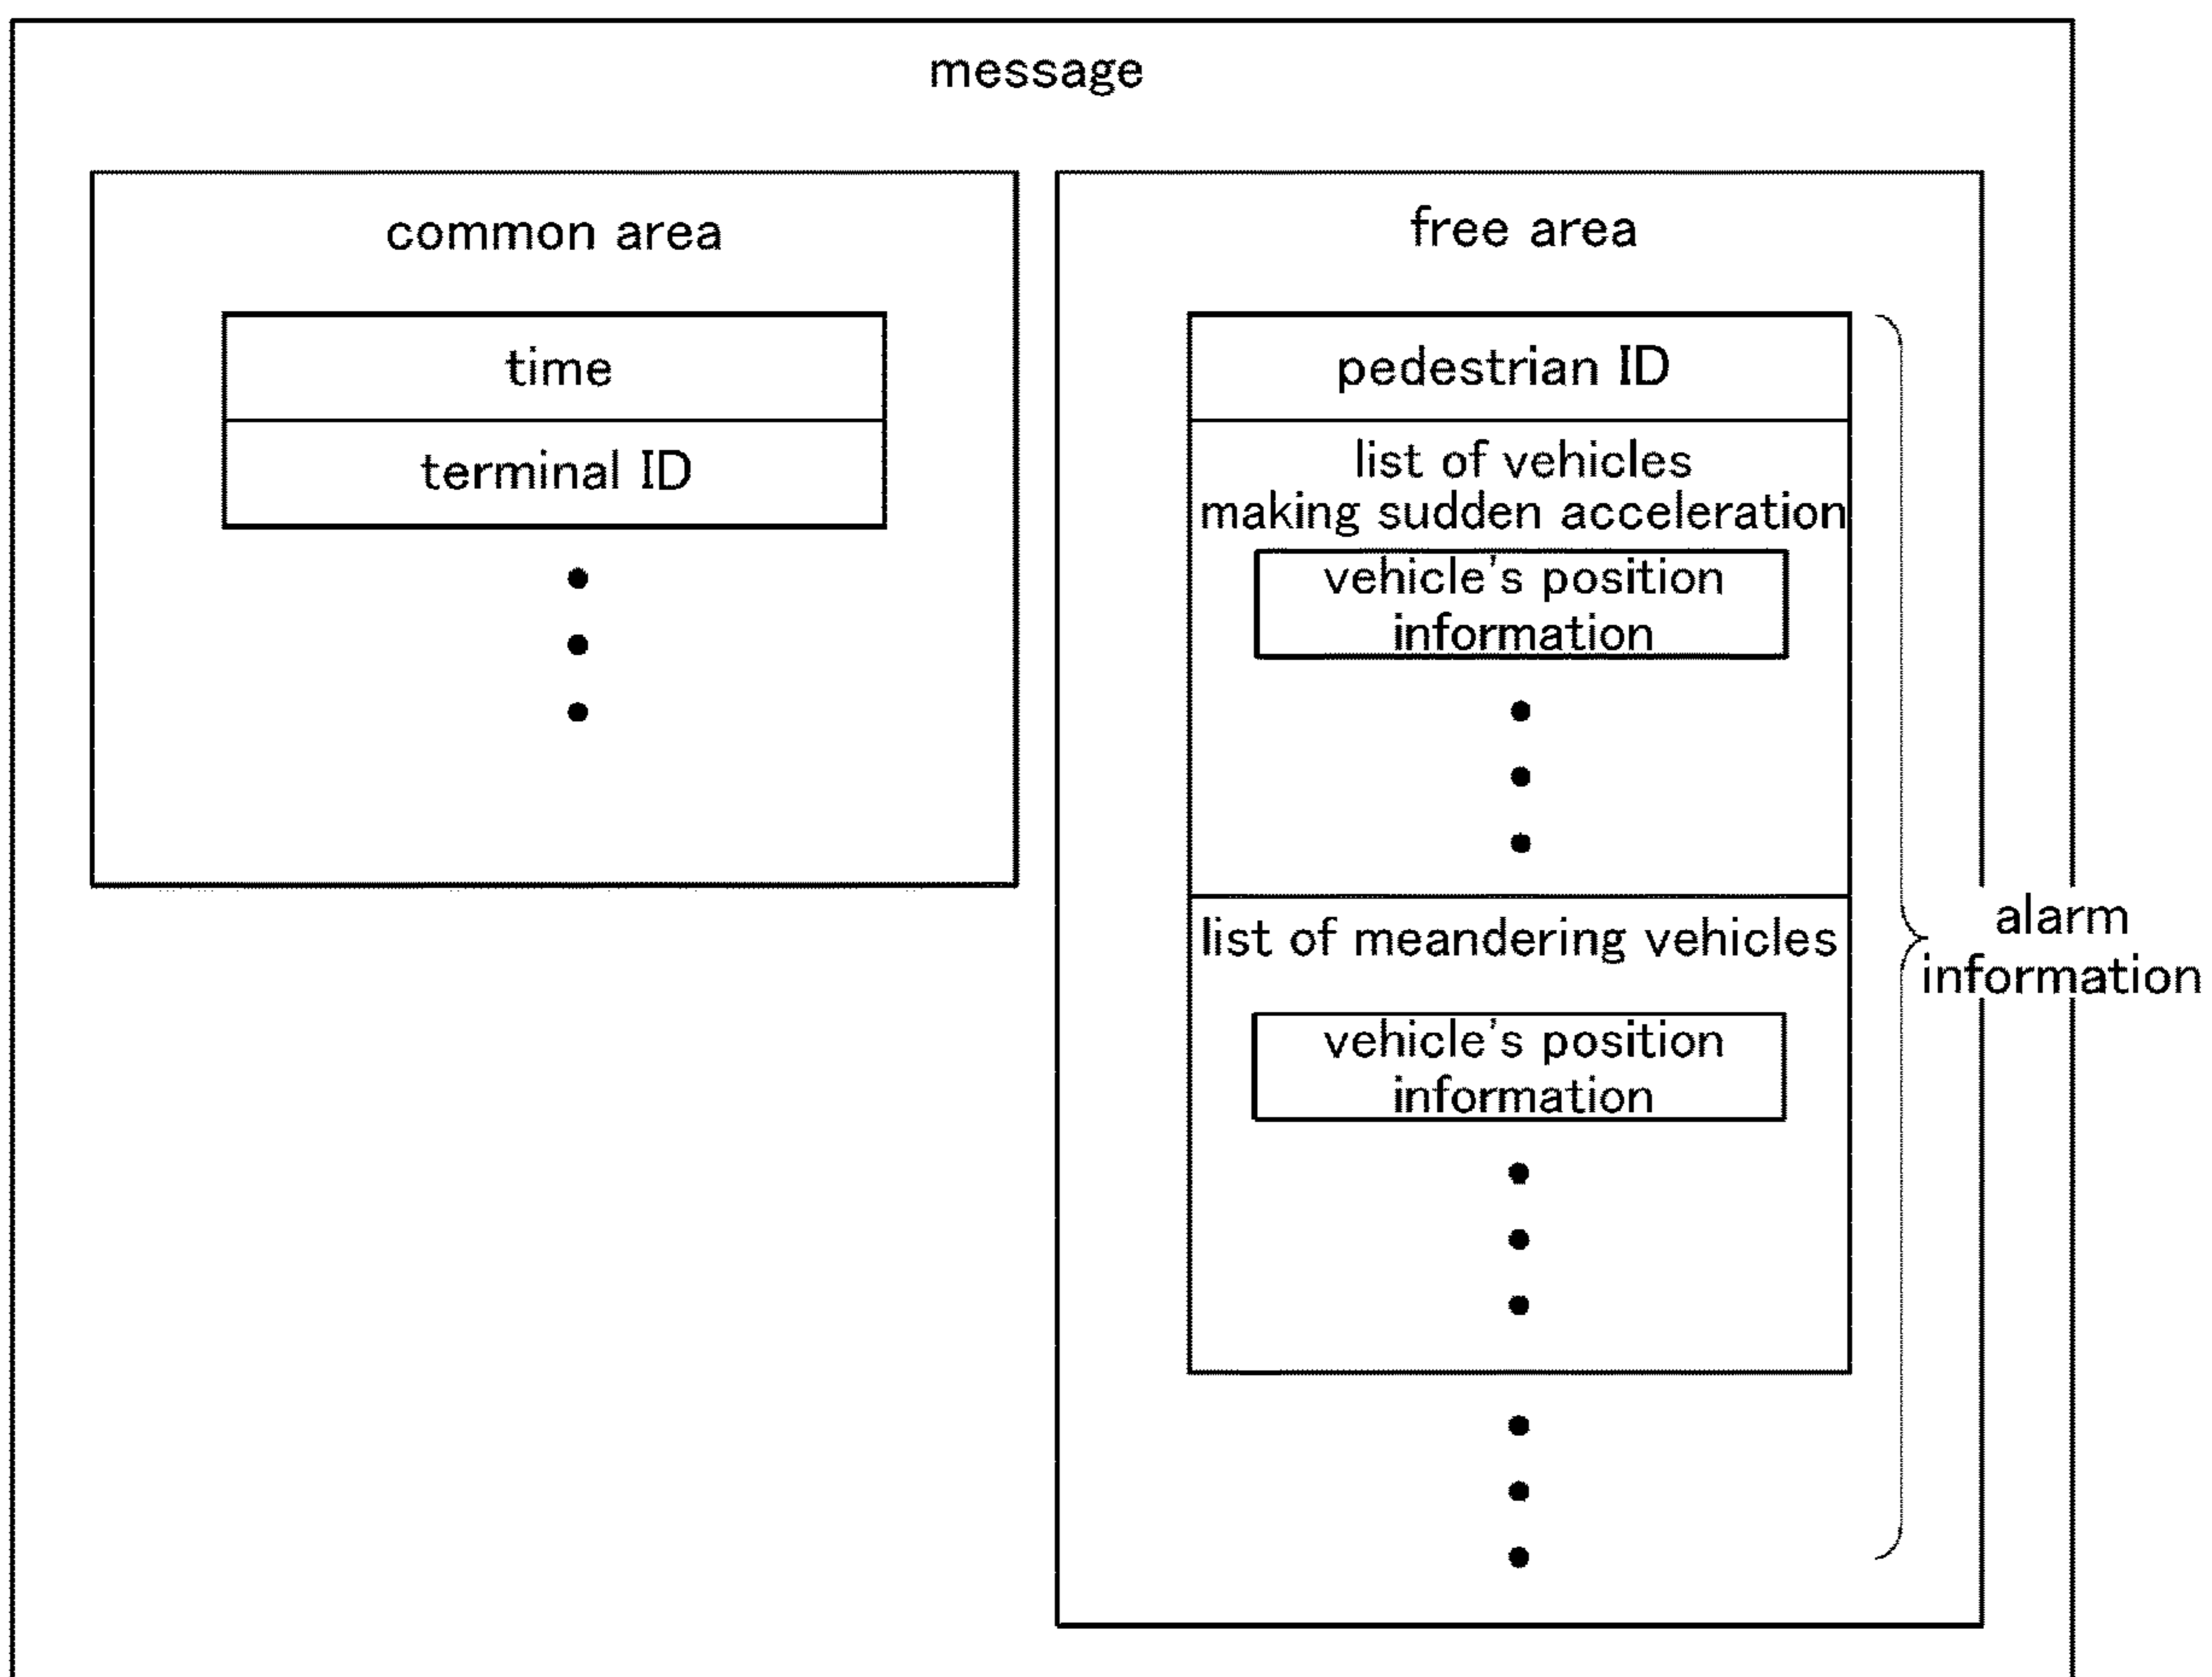 message
common area
time
terminal ID
free area
pedestrian ID
list of vehicles
making sudden acceleration
vehicle's position
information
list of meandering vehicles
vehicle's position
information
alarm
information